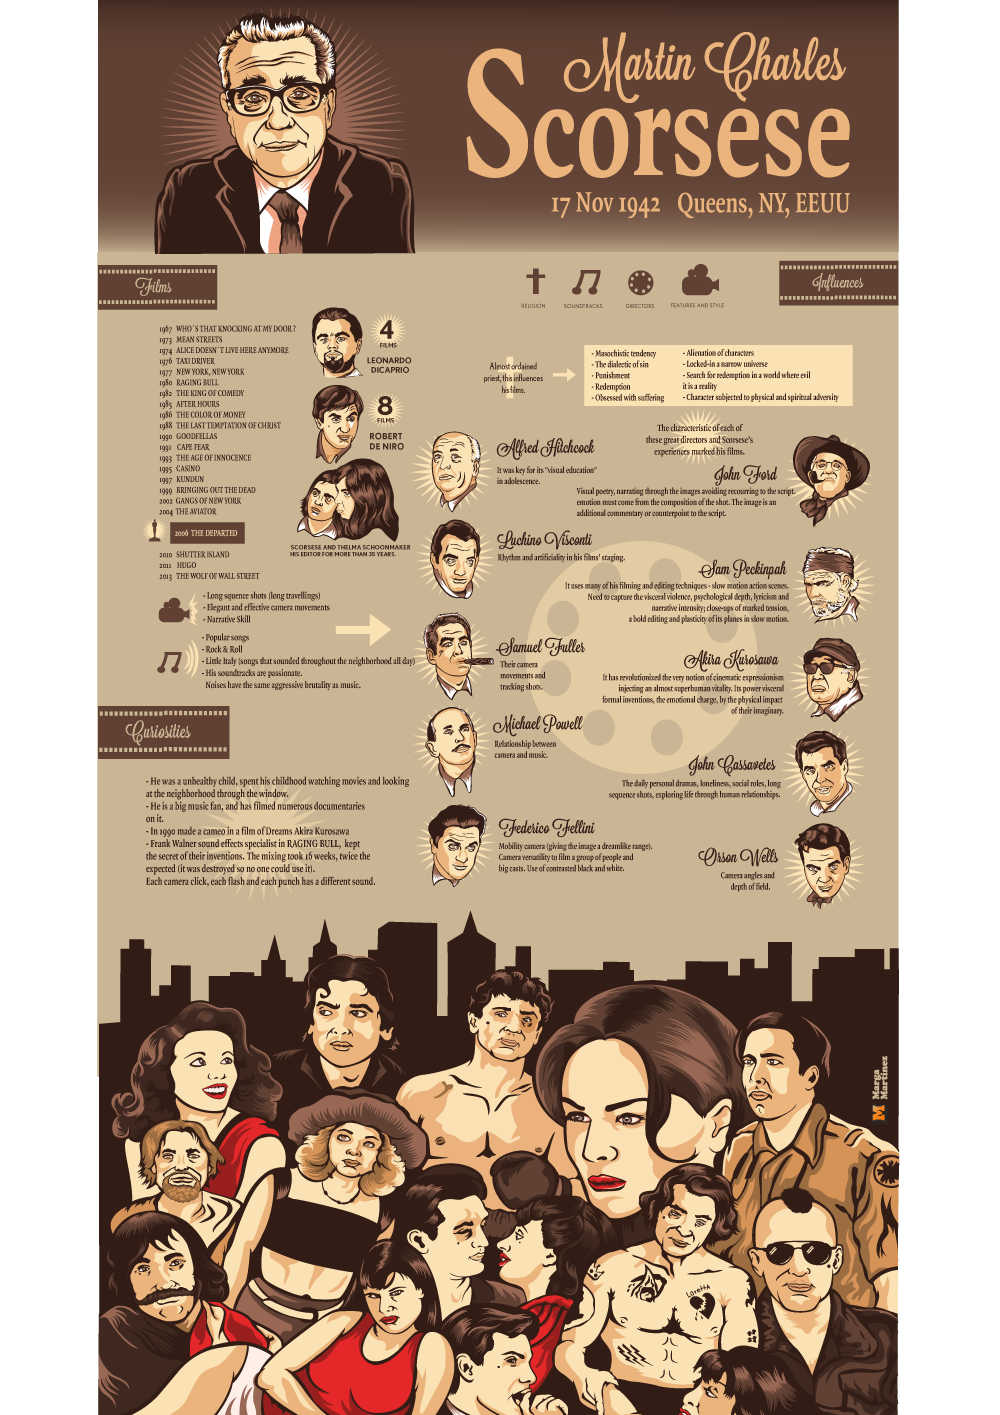 Martin Charles
Scorsese
17 Nov 1942 Queens, NY, EEUU
Films
Influences
RELIGION
SOUNDTRACKS
DIRECTORS
FEATURES AND STYLE
1967 WHO´S THAT KNOCKING AT MY DOOR?
1973 MEAN STREETS
1974 ALICE DOESN´T LIVE HERE ANYMORE
1976 TAXI DRIVER
1977 NEW YORK, NEW YORK
1980 RAGING BULL
1982 THE KING OF COMEDY
1985 AFTER HOURS
1986 THE COLOR OF MONEY
1988 THE LAST TEMPTATION OF CHRIST
1990 GOODFELLAS
1991 CAPE FEAR
1993 THE AGE OF INNOCENCE
1995 CASINO
1997 KUNDUN
1999 BRINGING OUT THE DEAD
2002 GANGS OF NEW YORK
2004 THE AVIATOR
2006 THE DEPARTED
2010 SHUTTER ISLAND
2011 HUGO
2013 THE WOLF OF WALL STREET
4
FILMS
LEONARDO
DICAPRIO
8
FILMS
ROBERT
DE NIRO
SCORSESE AND THELMA SCHOONMAKER
HIS EDITOR FOR MORE THAN 35 YEARS.
- Long squence shots (long travellings)
- Elegant and effective camera movements
- Narrative Skill
- Popular songs
- Rock & Roll
- Little Italy (songs that sounded throughout the neighborhood all day)
- His soundtracks are passionate.
Noises have the same aggressive brutality as music.
Almost ordained
priest, this influences
his films.
- Masochistic tendency
- The dialectic of sin
- Punishment
- Redemption
- Obsessed with suffering
- Alienation of characters
- Locked-in a narrow universe
- Search for redemption in a world where evil
it is a reality
- Character subjected to physical and spiritual adversity
The characteristic of each of
these great directors and Scorsese's
experiences marked his films.
Alfred Hitchcock
It was key for its "visual education"
in adolescence.
John Ford
Visual poetry, narrating through the images avoiding recourring to the script.
emotion must come from the composition of the shot. The image is an
additional commentary or counterpoint to the script.
Luchino Visconti
Rhythm and artificiality in his films' staging.
Sam Peckinpah
It uses many of his filming and editing techniques - slow motion action scenes.
Need to capture the visceral violence, psychological depth, lyricism and
narrative intensity; close-ups of marked tension,
a bold editing and plasticity of its planes in slow motion.
Samuel Fuller
Their camera
movements and
tracking shots.
Akira Kurosawa
It has revolutionized the very notion of cinematic expressionism
injecting an almost superhuman vitality. Its power visceral
formal inventions, the emotional charge, by the physical impact
of their imaginary.
Michael Powell
Relationship between
camera and music.
John Cassavetes
The daily personal dramas, loneliness, social roles, long
sequence shots, exploring life through human relationships.
Federico Fellini
Mobility camera (giving the image a dreamlike range).
Camera versatility to film a group of people and
big casts. Use of contrasted black and white.
Orson Wells
Camera angles and
depth of field.
Curiosities
- He was a unhealthy child, spent his childhood watching movies and looking
at the neighborhood through the window.
- He is a big music fan, and has filmed numerous documentaries
on it.
- In 1990 made a cameo in a film of Dreams Akira Kurosawa
- Frank Walner sound effects specialist in RAGING BULL, kept
the secret of their inventions. The mixing took 16 weeks, twice the
expected (it was destroyed so no one could use it).
Each camera click, each flash and each punch has a different sound.
M Marga
Martínez
Loretta